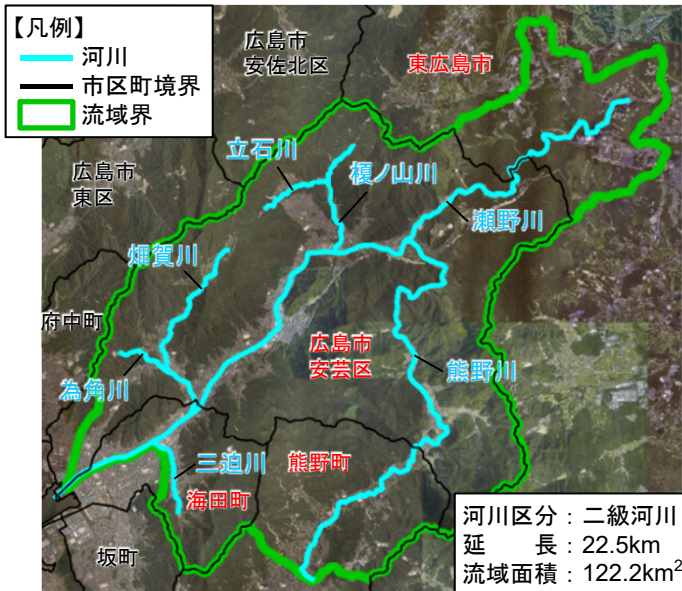 【凡例】
河川
市区町境界
流域界
広島市
安佐北区
東広島市
立石川
榎ノ山川
広島市
東区
瀬野川
畑賀川
府中町
広島市
安芸区
為角川
熊野川
三迫川
熊野町
海田町
坂町
河川区分：二級河川
延　　長：22.5km
流域面積：122.2km²